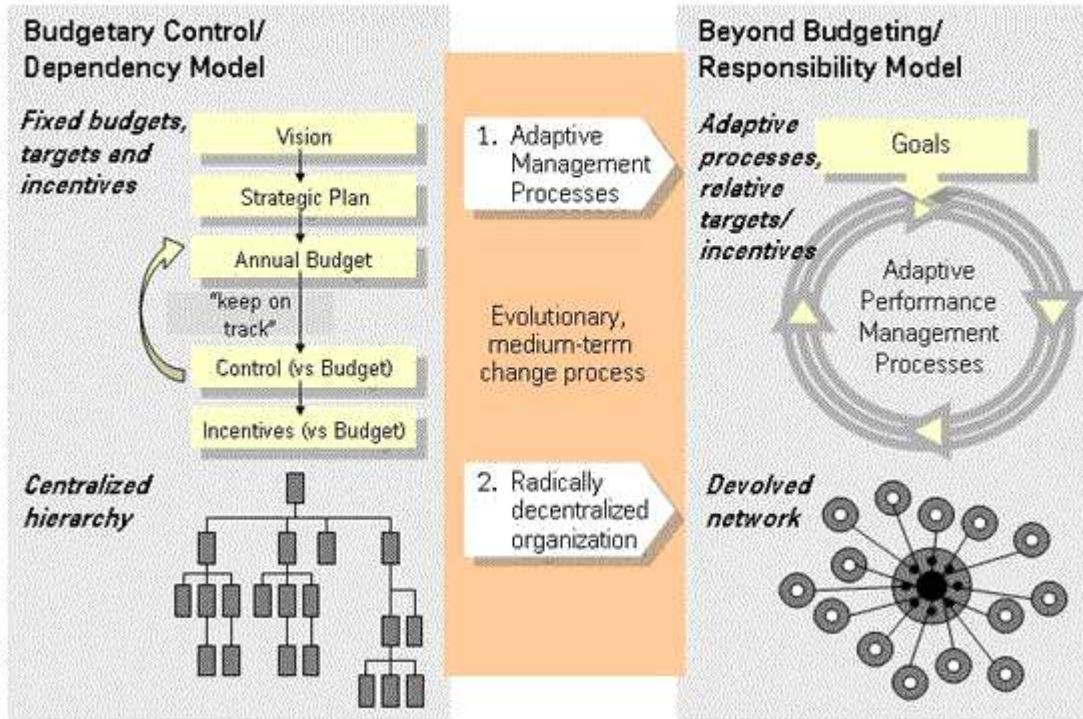 Budgetary Control/
Dependency Model
Fixed budgets,
targets and
incentives
Vision
Strategic Plan
Annual Budget
"keep on
track"
Control (vs Budget)
Incentives (vs Budget)
Centralized
hierarchy
1. Adaptive
Management
Processes
Evolutionary,
medium-term
change process
2. Radically
decentralized
organization
Beyond Budgeting/
Responsibility Model
Adaptive
processes,
relative
targets/
incentives
Goals
Adaptive
Performance
Management
Processes
Devolved
network